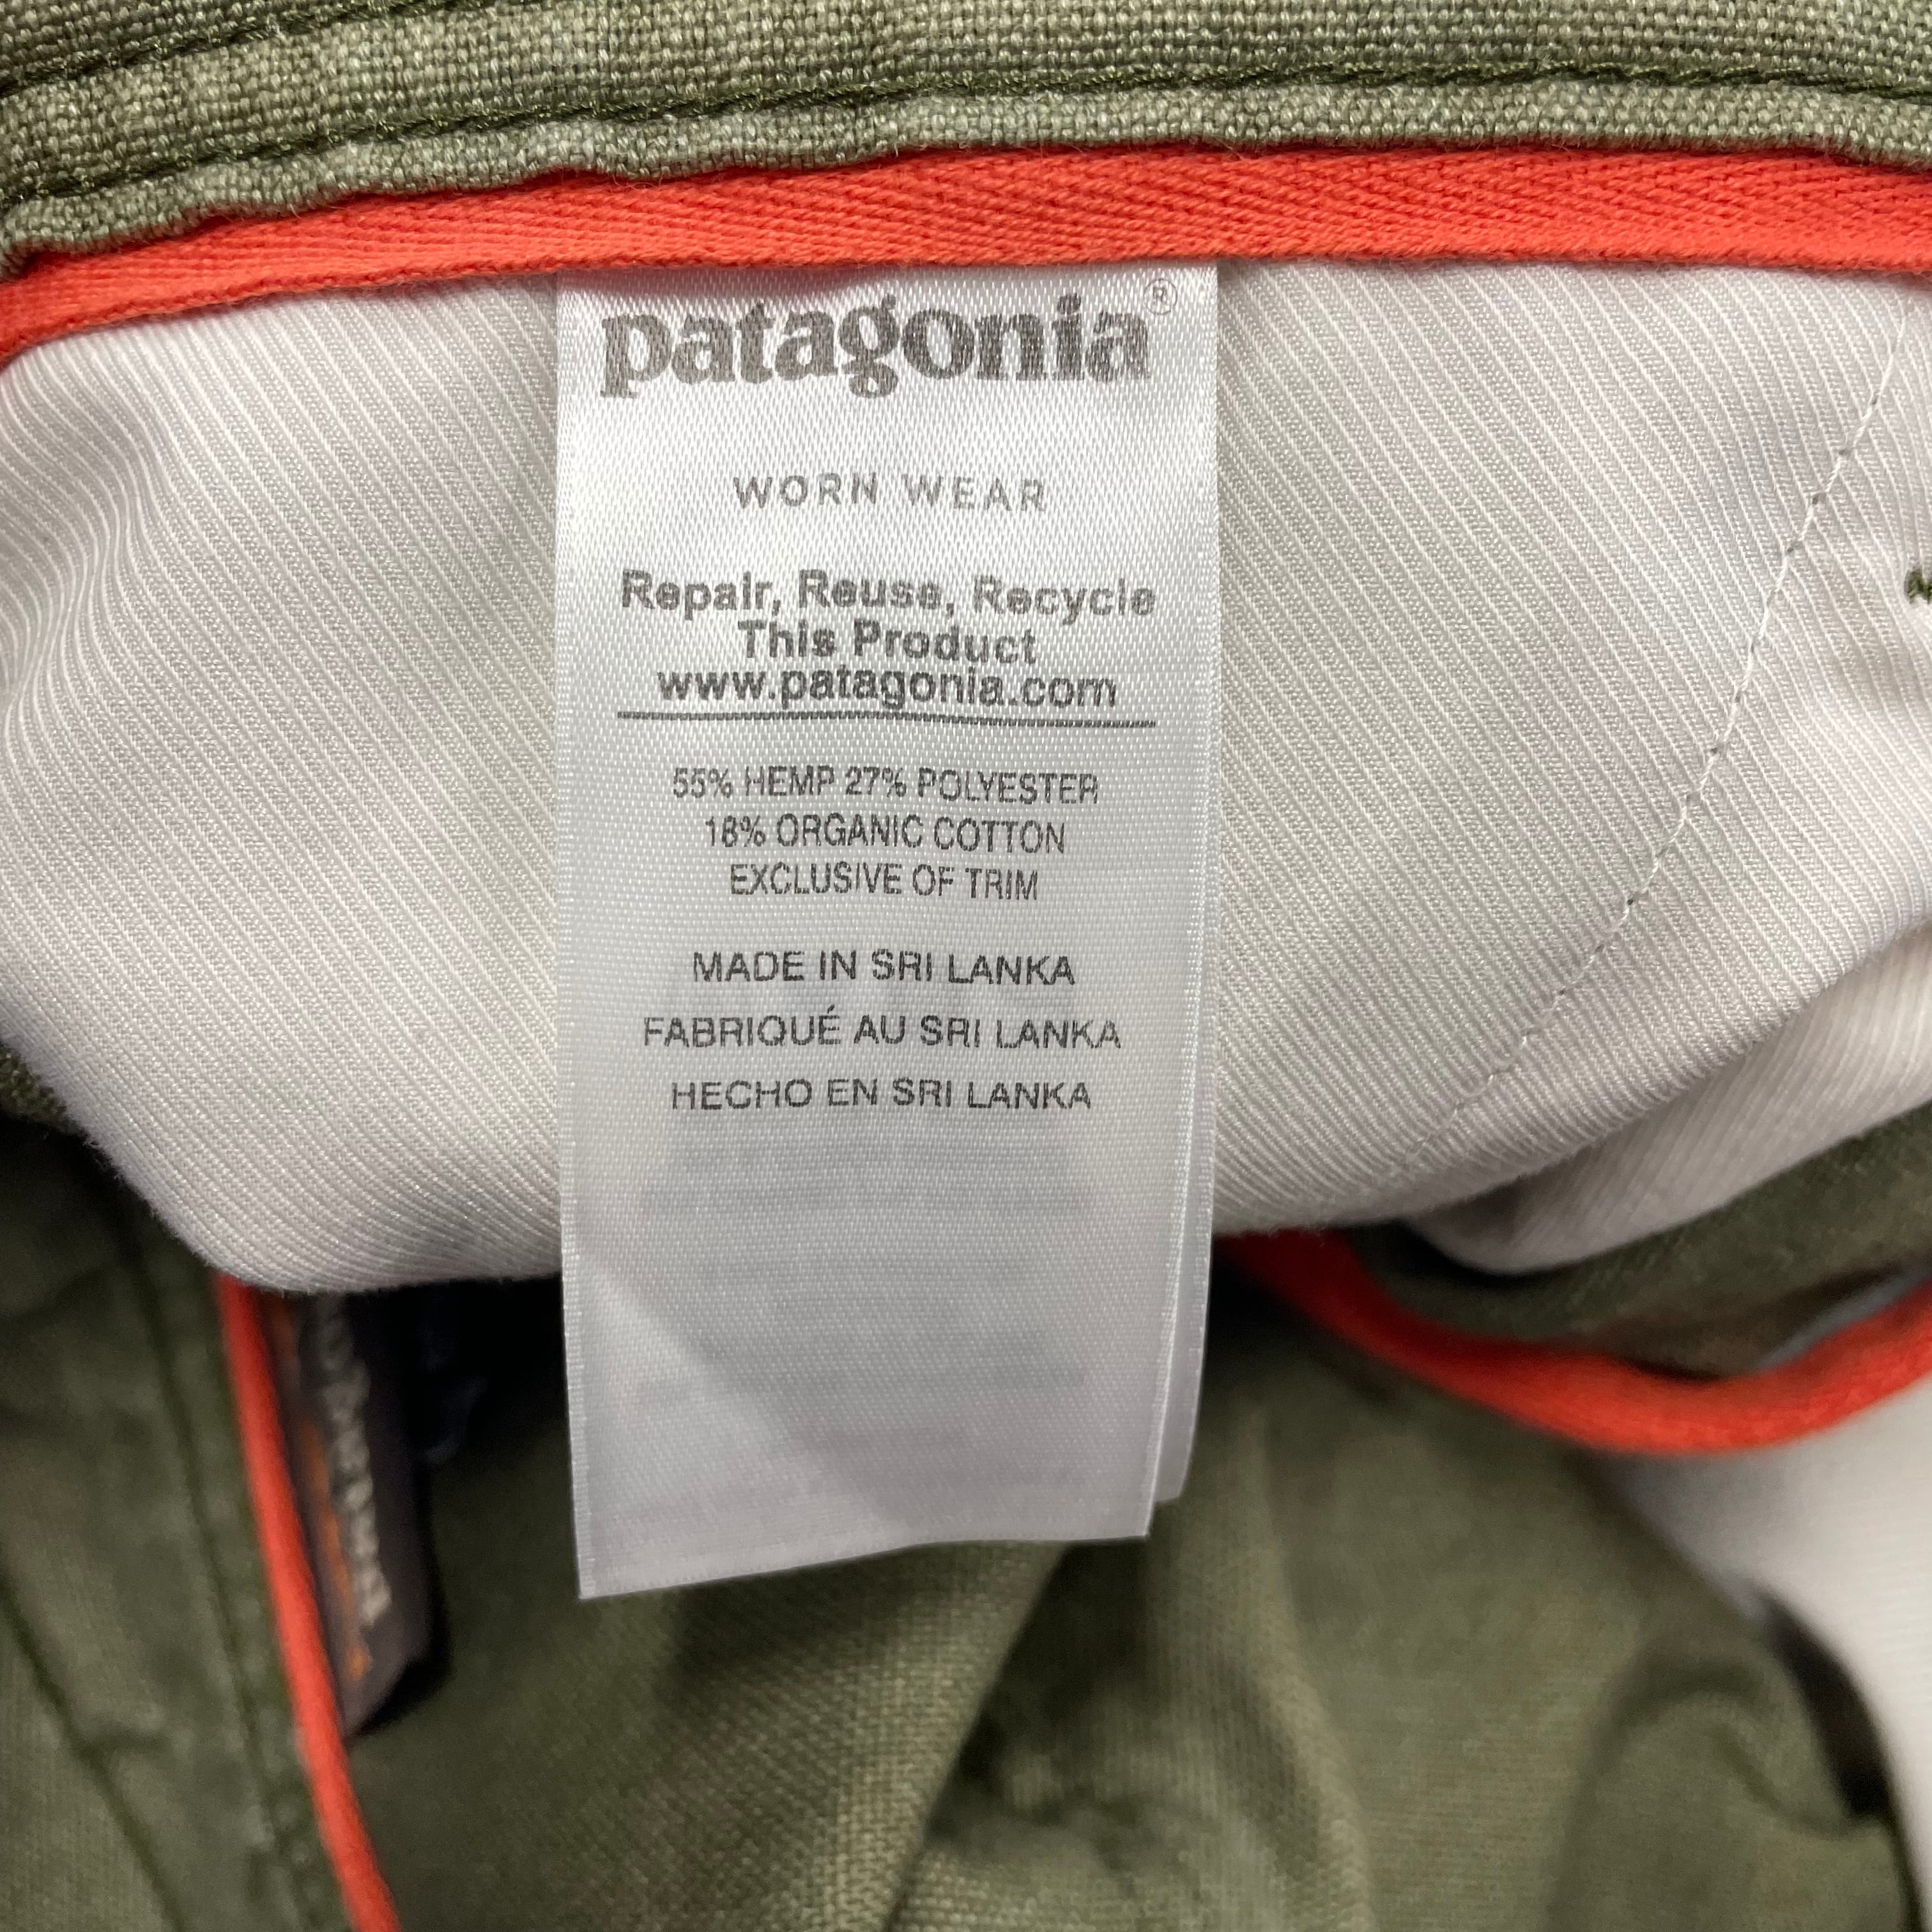 patagonia®
WORN WEAR
Repair, Reuse, Recycle
This Product
www.patagonia.com
55% HEMP 27% POLYESTER
18% ORGANIC COTTON
EXCLUSIVE OF TRIM
MADE IN SRI LANKA
FABRIQUÉ AU SRI LANKA
HECHO EN SRI LANKA